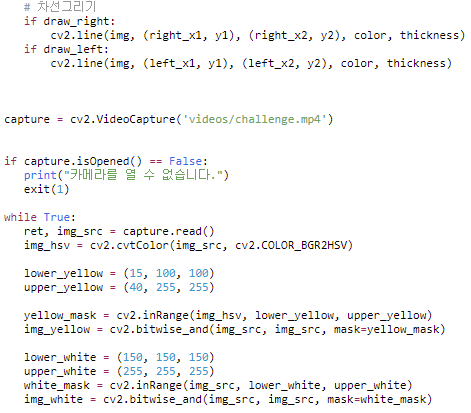 # 차선그리기
if draw_right:
cv2.line(img, (right_x1, y1), (right_x2, y2), color, thickness)
if draw_left:
cv2.line(img, (left_x1, y1), (left_x2, y2), color, thickness)
capture = cv2.VideoCapture('videos/challenge.mp4')
if capture.isOpened() == False:
print("카메라를 열 수 없습니다.")
exit(1)
while True:
ret, img_src = capture.read()
img_hsv = cv2.cvtColor(img_src, cv2.COLOR_BGR2HSV)
lower_yellow = (15, 100, 100)
upper_yellow = (40, 255, 255)
yellow_mask = cv2.inRange(img_hsv, lower_yellow, upper_yellow)
img_yellow = cv2.bitwise_and(img_src, img_src, mask=yellow_mask)
lower_white = (150, 150, 150)
upper_white = (255, 255, 255)
white_mask = cv2.inRange(img_src, lower_white, upper_white)
img_white = cv2.bitwise_and(img_src, img_src, mask=white_mask)